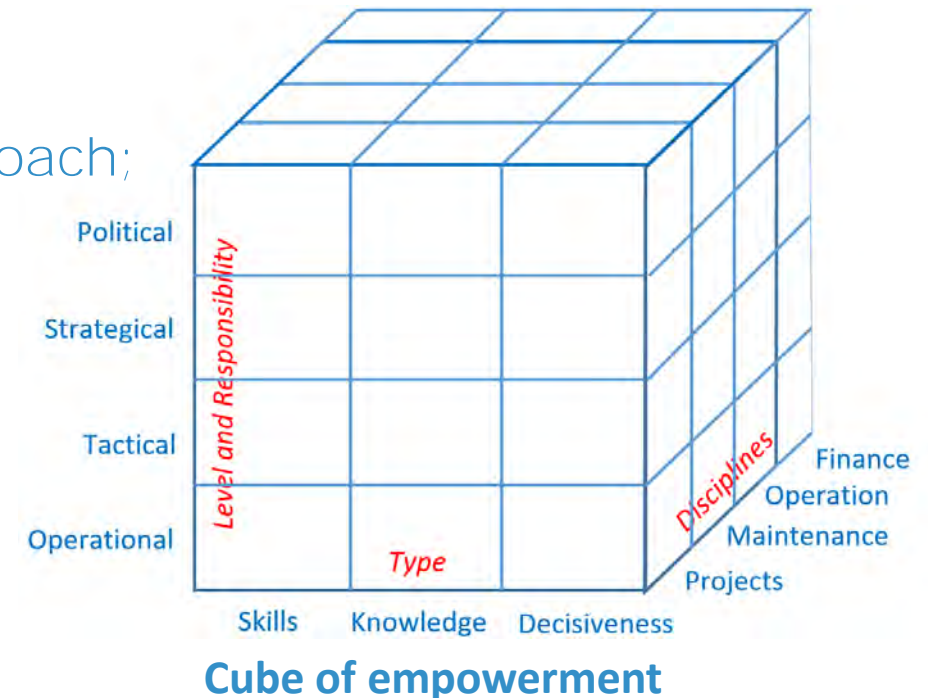 oach;
Political
Strategical
Tactical
Operational
Level and Responsibility
Type
Disciplines
Finance
Operation
Maintenance
Projects
Skills Knowledge Decisiveness
Cube of empowerment